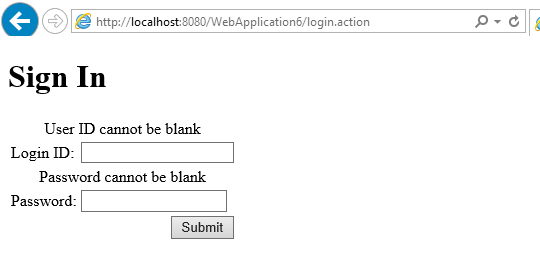 http://localhost:8080/WebApplication6/login.action
Sign In
User ID cannot be blank
Login ID:
Password cannot be blank
Password:
Submit